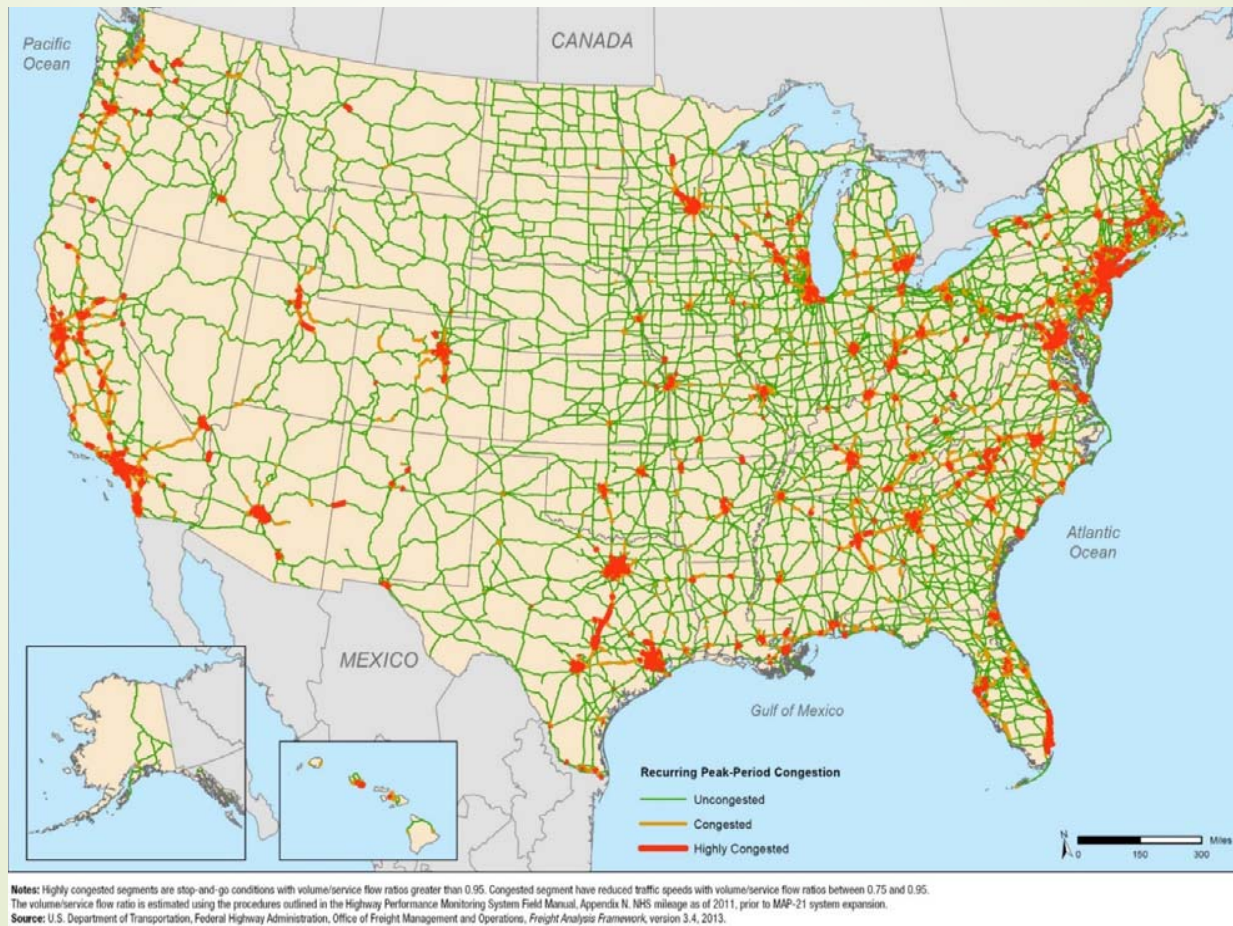 Pacific
Ocean
CANADA
Atlantic
Ocean
MEXICO
Gulf of Mexico
Recurring Peak-Period Congestion
Uncongested
Congested
Highly Congested
N
Miles
0 150 300
Notes: Highly congested segments are stop-and-go conditions with volume/service flow ratios greater than 0.95. Congested segment have reduced traffic speeds with volume/service flow ratios between 0.75 and 0.95.
The volume/service flow ratio is estimated using the procedures outlined in the Highway Performance Monitoring System Field Manual, Appendix N. NHS mileage as of 2011, prior to MAP-21 system expansion.
Source: U.S. Department of Transportation, Federal Highway Administration, Office of Freight Management and Operations, Freight Analysis Framework, version 3.4, 2013.